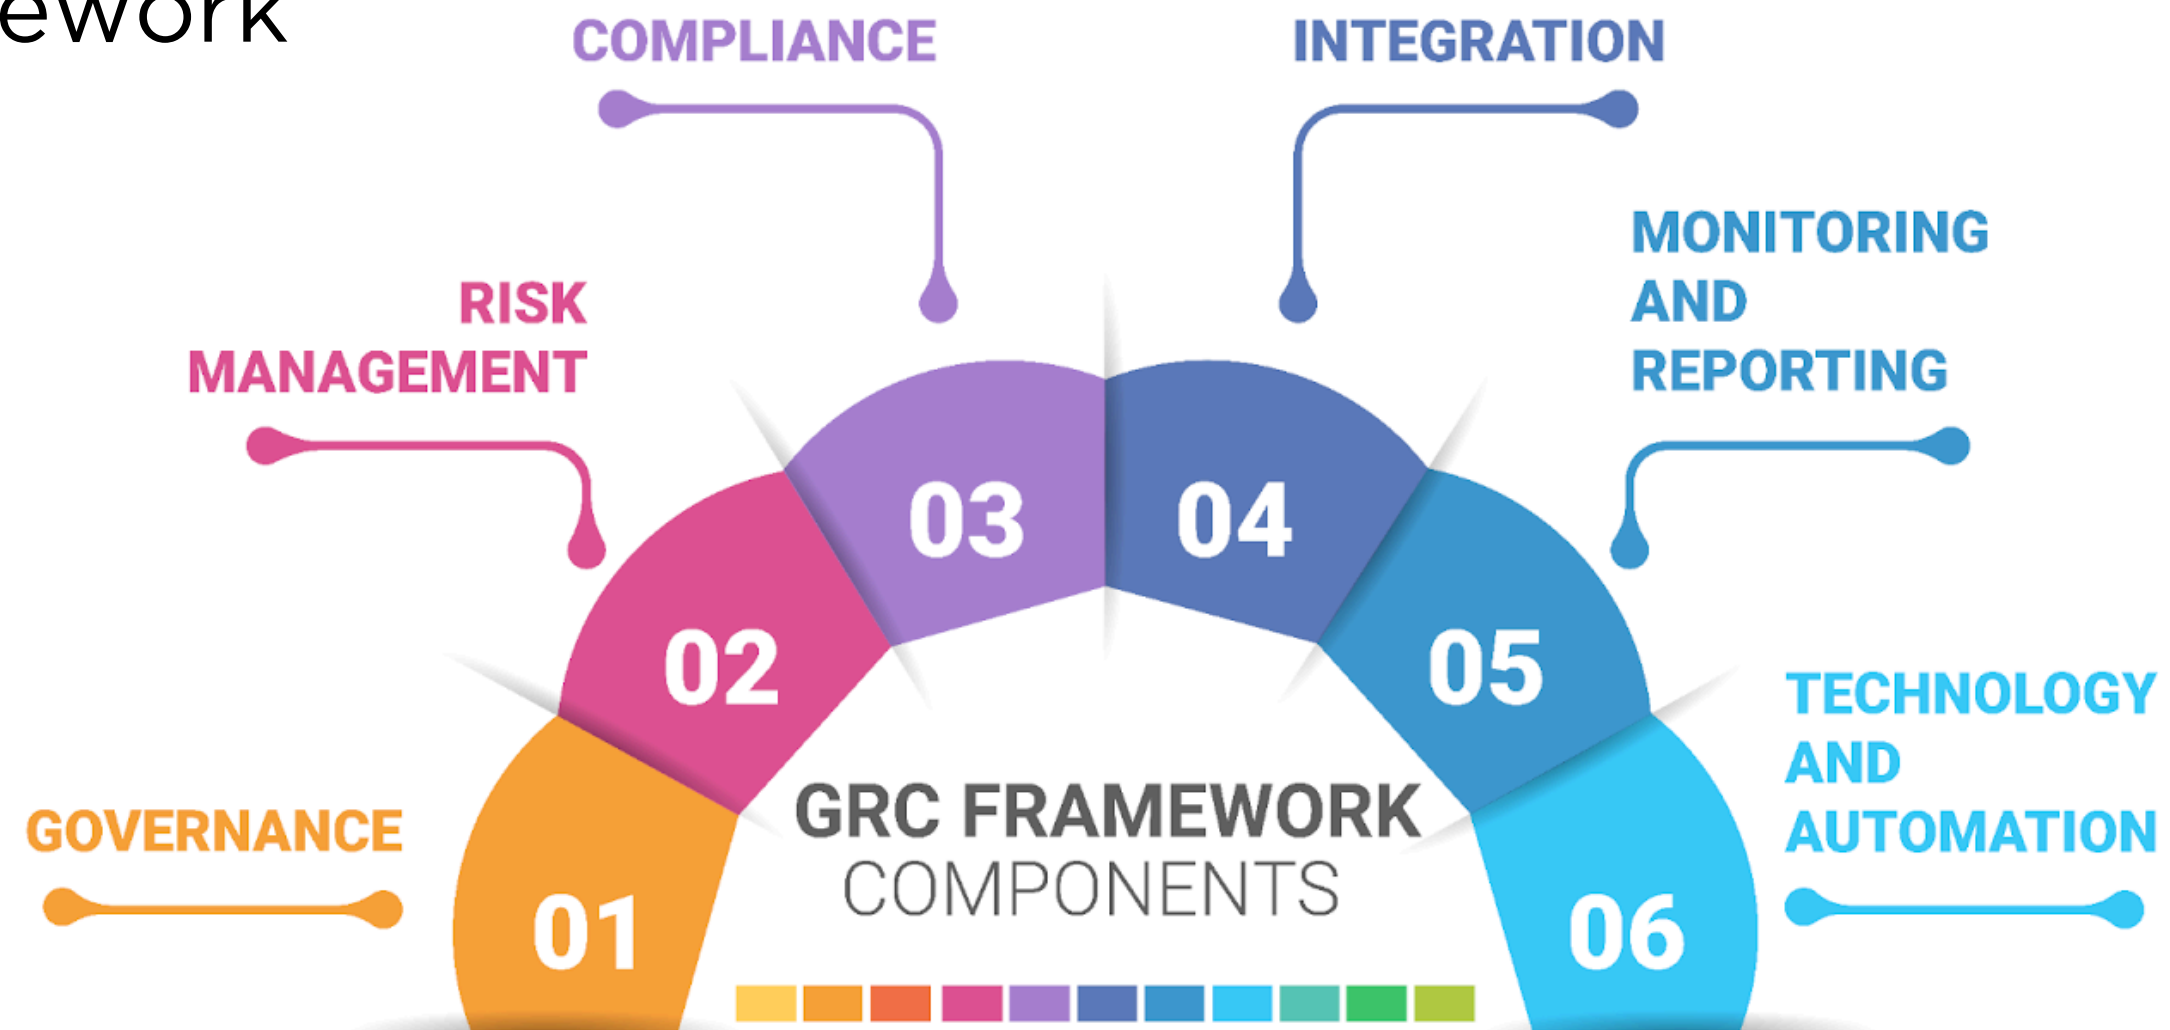 ework
COMPLIANCE
INTEGRATION
MONITORING
AND
REPORTING
RISK
MANAGEMENT
03
04
02
05
TECHNOLOGY
AND
AUTOMATION
GOVERNANCE
GRC FRAMEWORK
COMPONENTS
01
06